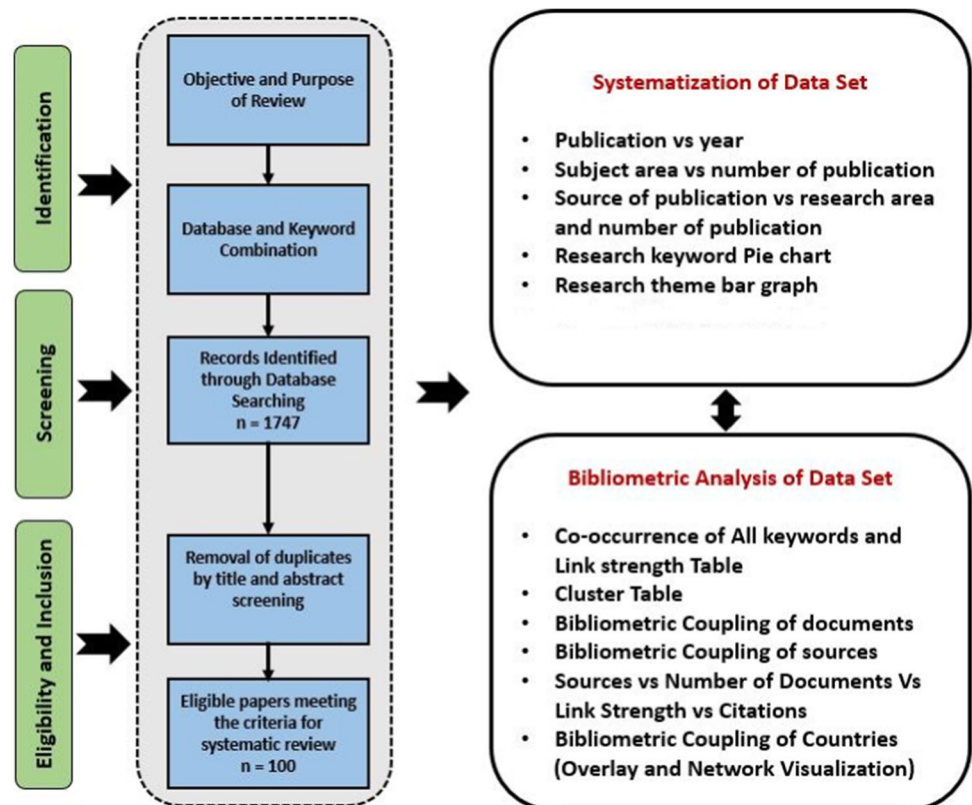 Identification
Screening
Eligibility and Inclusion
Objective and Purpose
of Review
Database and Keyword
Combination
Records Identified
through Database
Searching
n = 1747
Removal of duplicates
by title and abstract
screening
Eligible papers meeting
the criteria for
systematic review
n = 100
Systematization of Data Set
• Publication vs year
• Subject area vs number of publication
• Source of publication vs research area
and number of publication
• Research keyword Pie chart
• Research theme bar graph
Bibliometric Analysis of Data Set
• Co-occurrence of All keywords and
Link strength Table
• Cluster Table
• Bibliometric Coupling of documents
• Bibliometric Coupling of sources
• Sources vs Number of Documents Vs
Link Strength vs Citations
• Bibliometric Coupling of Countries
(Overlay and Network Visualization)